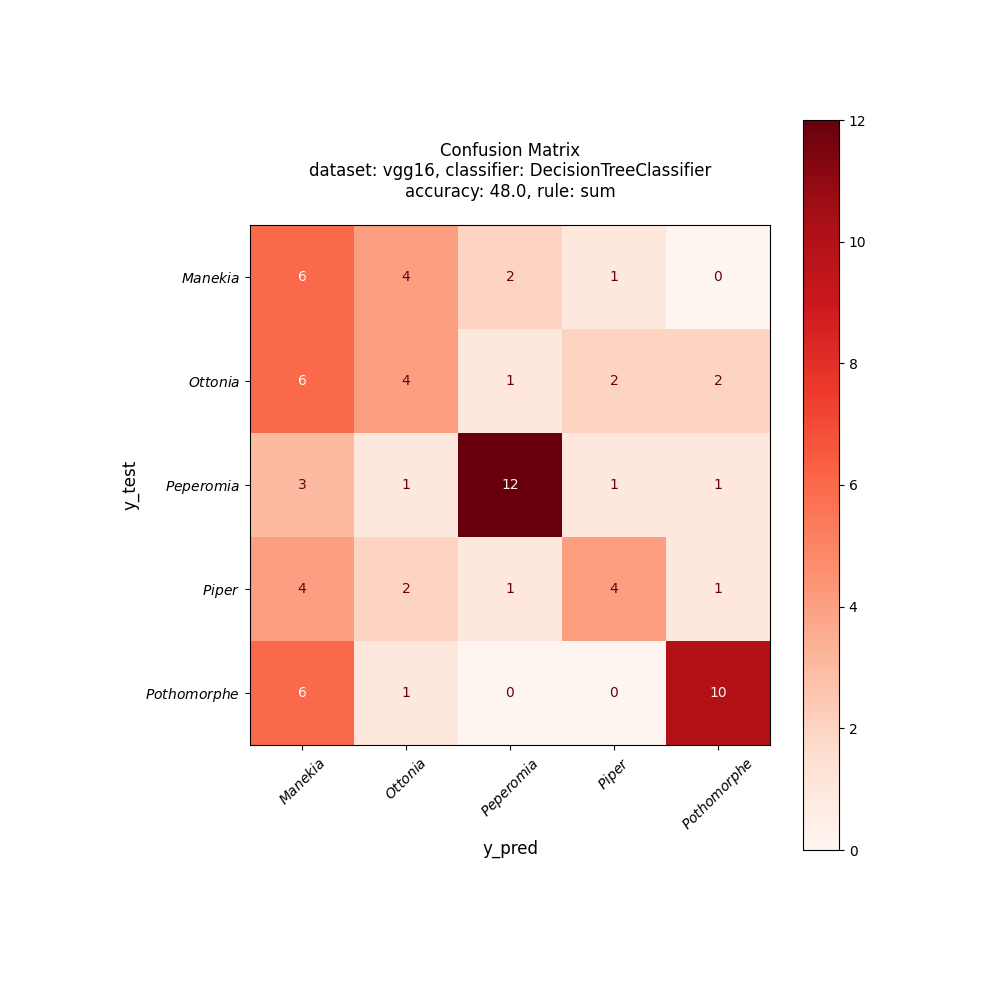 Confusion Matrix
dataset: vgg16, classifier: DecisionTreeClassifier
accuracy: 48.0, rule: sum
Manekia 6 4 2 1 0
Ottonia 6 4 1 2 2
Peperomia 3 1 12 1 1
Piper 4 2 1 4 1
Pothomorphe 6 1 0 0 10
Manekia Ottonia Peperomia Piper Pothomorphe
y_test
y_pred
12
10
8
6
4
2
0